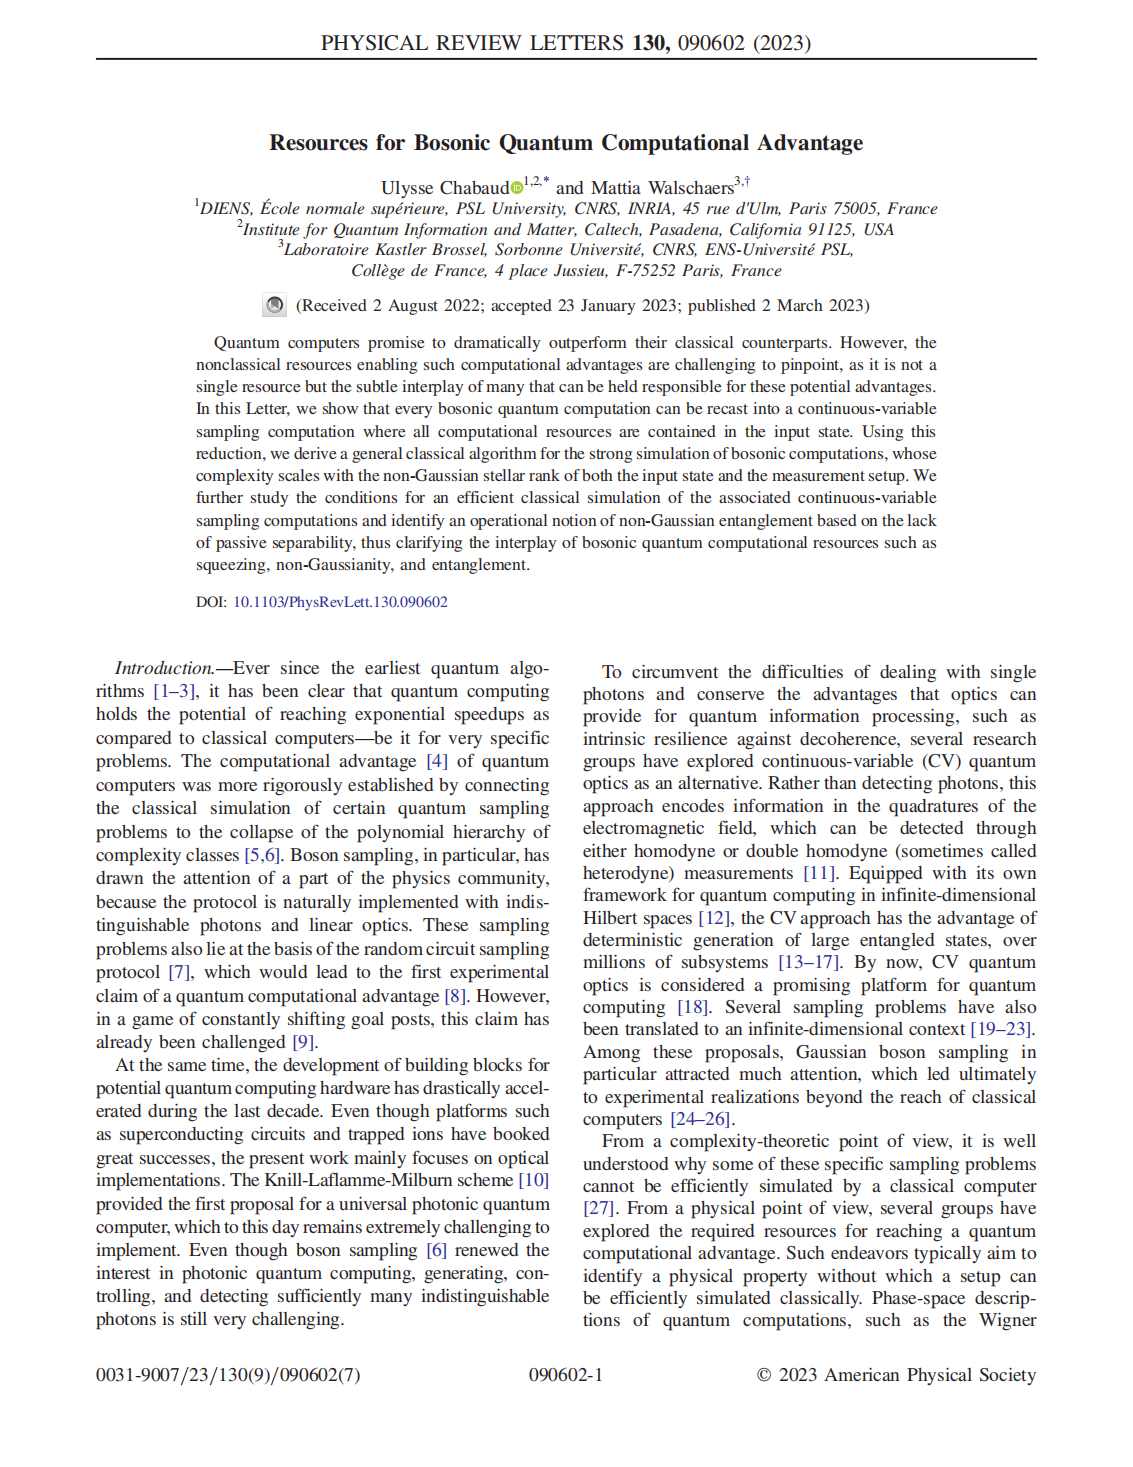 PHYSICAL REVIEW LETTERS 130, 090602 (2023)
Resources for Bosonic Quantum Computational Advantage
Ulysse Chabaud1,2,* and Mattia Walschaers3,†
1DIENS, École normale supérieure, PSL University, CNRS, INRIA, 45 rue d'Ulm, Paris 75005, France
2Institute for Quantum Information and Matter, Caltech, Pasadena, California 91125, USA
3Laboratoire Kastler Brossel, Sorbonne Université, CNRS, ENS-Université PSL,
Collège de France, 4 place Jussieu, F-75252 Paris, France
(Received 2 August 2022; accepted 23 January 2023; published 2 March 2023)
Quantum computers promise to dramatically outperform their classical counterparts. However, the
nonclassical resources enabling such computational advantages are challenging to pinpoint, as it is not a
single resource but the subtle interplay of many that can be held responsible for these potential advantages.
In this Letter, we show that every bosonic quantum computation can be recast into a continuous-variable
sampling computation where all computational resources are contained in the input state. Using this
reduction, we derive a general classical algorithm for the strong simulation of bosonic computations, whose
complexity scales with the non-Gaussian stellar rank of both the input state and the measurement setup. We
further study the conditions for an efficient classical simulation of the associated continuous-variable
sampling computations and identify an operational notion of non-Gaussian entanglement based on the lack
of passive separability, thus clarifying the interplay of bosonic quantum computational resources such as
squeezing, non-Gaussianity, and entanglement.
DOI: 10.1103/PhysRevLett.130.090602
Introduction.—Ever since the earliest quantum algo-
rithms [1–3], it has been clear that quantum computing
holds the potential of reaching exponential speedups as
compared to classical computers—be it for very specific
problems. The computational advantage [4] of quantum
computers was more rigorously established by connecting
the classical simulation of certain quantum sampling
problems to the collapse of the polynomial hierarchy of
complexity classes [5,6]. Boson sampling, in particular, has
drawn the attention of a part of the physics community,
because the protocol is naturally implemented with indis-
tinguishable photons and linear optics. These sampling
problems also lie at the basis of the random circuit sampling
protocol [7], which would lead to the first experimental
claim of a quantum computational advantage [8]. However,
in a game of constantly shifting goal posts, this claim has
already been challenged [9].
At the same time, the development of building blocks for
potential quantum computing hardware has drastically accel-
erated during the last decade. Even though platforms such
as superconducting circuits and trapped ions have booked
great successes, the present work mainly focuses on optical
implementations. The Knill-Laflamme-Milburn scheme [10]
provided the first proposal for a universal photonic quantum
computer, which to this day remains extremely challenging to
implement. Even though boson sampling [6] renewed the
interest in photonic quantum computing, generating, con-
trolling, and detecting sufficiently many indistinguishable
photons is still very challenging.
To circumvent the difficulties of dealing with single
photons and conserve the advantages that optics can
provide for quantum information processing, such as
intrinsic resilience against decoherence, several research
groups have explored continuous-variable (CV) quantum
optics as an alternative. Rather than detecting photons, this
approach encodes information in the quadratures of the
electromagnetic field, which can be detected through
either homodyne or double homodyne (sometimes called
heterodyne) measurements [11]. Equipped with its own
framework for quantum computing in infinite-dimensional
Hilbert spaces [12], the CV approach has the advantage of
deterministic generation of large entangled states, over
millions of subsystems [13–17]. By now, CV quantum
optics is considered a promising platform for quantum
computing [18]. Several sampling problems have also
been translated to an infinite-dimensional context [19–23].
Among these proposals, Gaussian boson sampling in
particular attracted much attention, which led ultimately
to experimental realizations beyond the reach of classical
computers [24–26].
From a complexity-theoretic point of view, it is well
understood why some of these specific sampling problems
cannot be efficiently simulated by a classical computer
[27]. From a physical point of view, several groups have
explored the required resources for reaching a quantum
computational advantage. Such endeavors typically aim to
identify a physical property without which a setup can
be efficiently simulated classically. Phase-space descrip-
tions of quantum computations, such as the Wigner
0031-9007/23/130(9)/090602(7)
090602-1
© 2023 American Physical Society